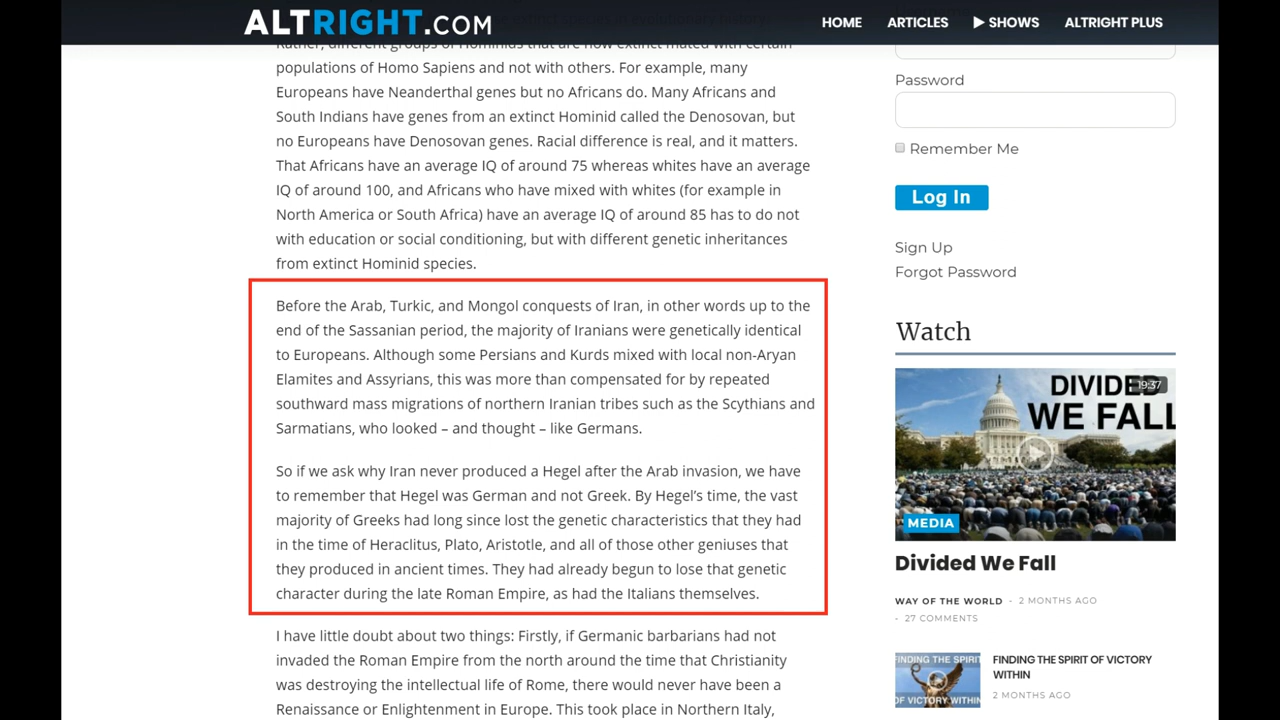 ALTRIGHT.COM
HOME ARTICLES SHOWS ALTRIGHT PLUS
Rather, different groups of Hominids that are now extinct mated with certain
populations of Homo Sapiens and not with others. For example, many
Europeans have Neanderthal genes but no Africans do. Many Africans and
South Indians have genes from an extinct Hominid called the Denosovan, but
no Europeans have Denosovan genes. Racial difference is real, and it matters.
That Africans have an average IQ of around 75 whereas whites have an average
IQ of around 100, and Africans who have mixed with whites (for example in
North America or South Africa) have an average IQ of around 85 has to do not
with education or social conditioning, but with different genetic inheritances
from extinct Hominid species.
Before the Arab, Turkic, and Mongol conquests of Iran, in other words up to the
end of the Sassanian period, the majority of Iranians were genetically identical
to Europeans. Although some Persians and Kurds mixed with local non-Aryan
Elamites and Assyrians, this was more than compensated for by repeated
southward mass migrations of northern Iranian tribes such as the Scythians and
Sarmatians, who looked – and thought – like Germans.
So if we ask why Iran never produced a Hegel after the Arab invasion, we have
to remember that Hegel was German and not Greek. By Hegel's time, the vast
majority of Greeks had long since lost the genetic characteristics that they had
in the time of Heraclitus, Plato, Aristotle, and all of those other geniuses that
they produced in ancient times. They had already begun to lose that genetic
character during the late Roman Empire, as had the Italians themselves.
I have little doubt about two things: Firstly, if Germanic barbarians had not
invaded the Roman Empire from the north around the time that Christianity
was destroying the intellectual life of Rome, there would never have been a
Renaissance or Enlightenment in Europe. This took place in Northern Italy,
Password
Remember Me
Log In
Sign Up
Forgot Password
Watch
DIVIDED
19:37
WE FALL
MEDIA
Divided We Fall
WAY OF THE WORLD - 2 MONTHS AGO
- 27 COMMENTS
FINDING THE SPIRIT
OF VICTORY WITHIN
FINDING THE SPIRIT OF VICTORY
WITHIN
2 MONTHS AGO